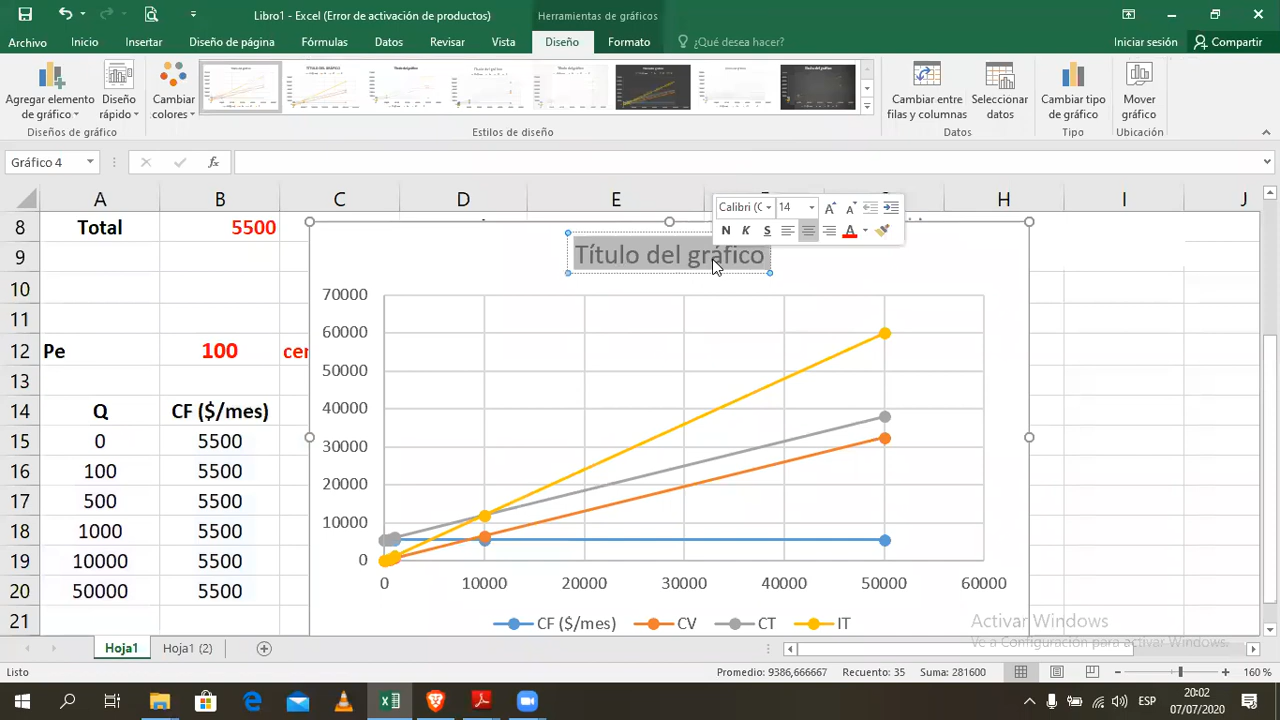 Libro1 - Excel (Error de activación de productos)
Herramientas de gráficos
Archivo Inicio Insertar Diseño de página Fórmulas Datos Revisar Vista Diseño Formato ¿Qué desea hacer? Iniciar sesión Compartir
Agregar elemento de gráfico
Diseño rápido
Cambiar colores
Cambiar entre filas y columnas
Seleccionar datos
Cambiar tipo de gráfico
Mover gráfico
Diseños de gráfico
Estilos de diseño
Datos
Tipo
Ubicación
Gráfico 4
fx
A B C D E H I J
Calibri (C 14
N K S A
8 Total 5500
9
Título del gráfico
10
11
12 Pe 100 cen
13
14 Q CF ($/mes)
15 0 5500
16 100 5500
17 500 5500
18 1000 5500
19 10000 5500
20 50000 5500
21
70000
60000
50000
40000
30000
20000
10000
0
0 10000 20000 30000 40000 50000 60000
CF ($/mes) CV CT IT
Activar Windows
Ve a Configuración para activar Windows.
Hoja1 Hoja1 (2)
Listo Promedio: 9386,666667 Recuento: 35 Suma: 281600 160 %
ESP
20:02
07/07/2020